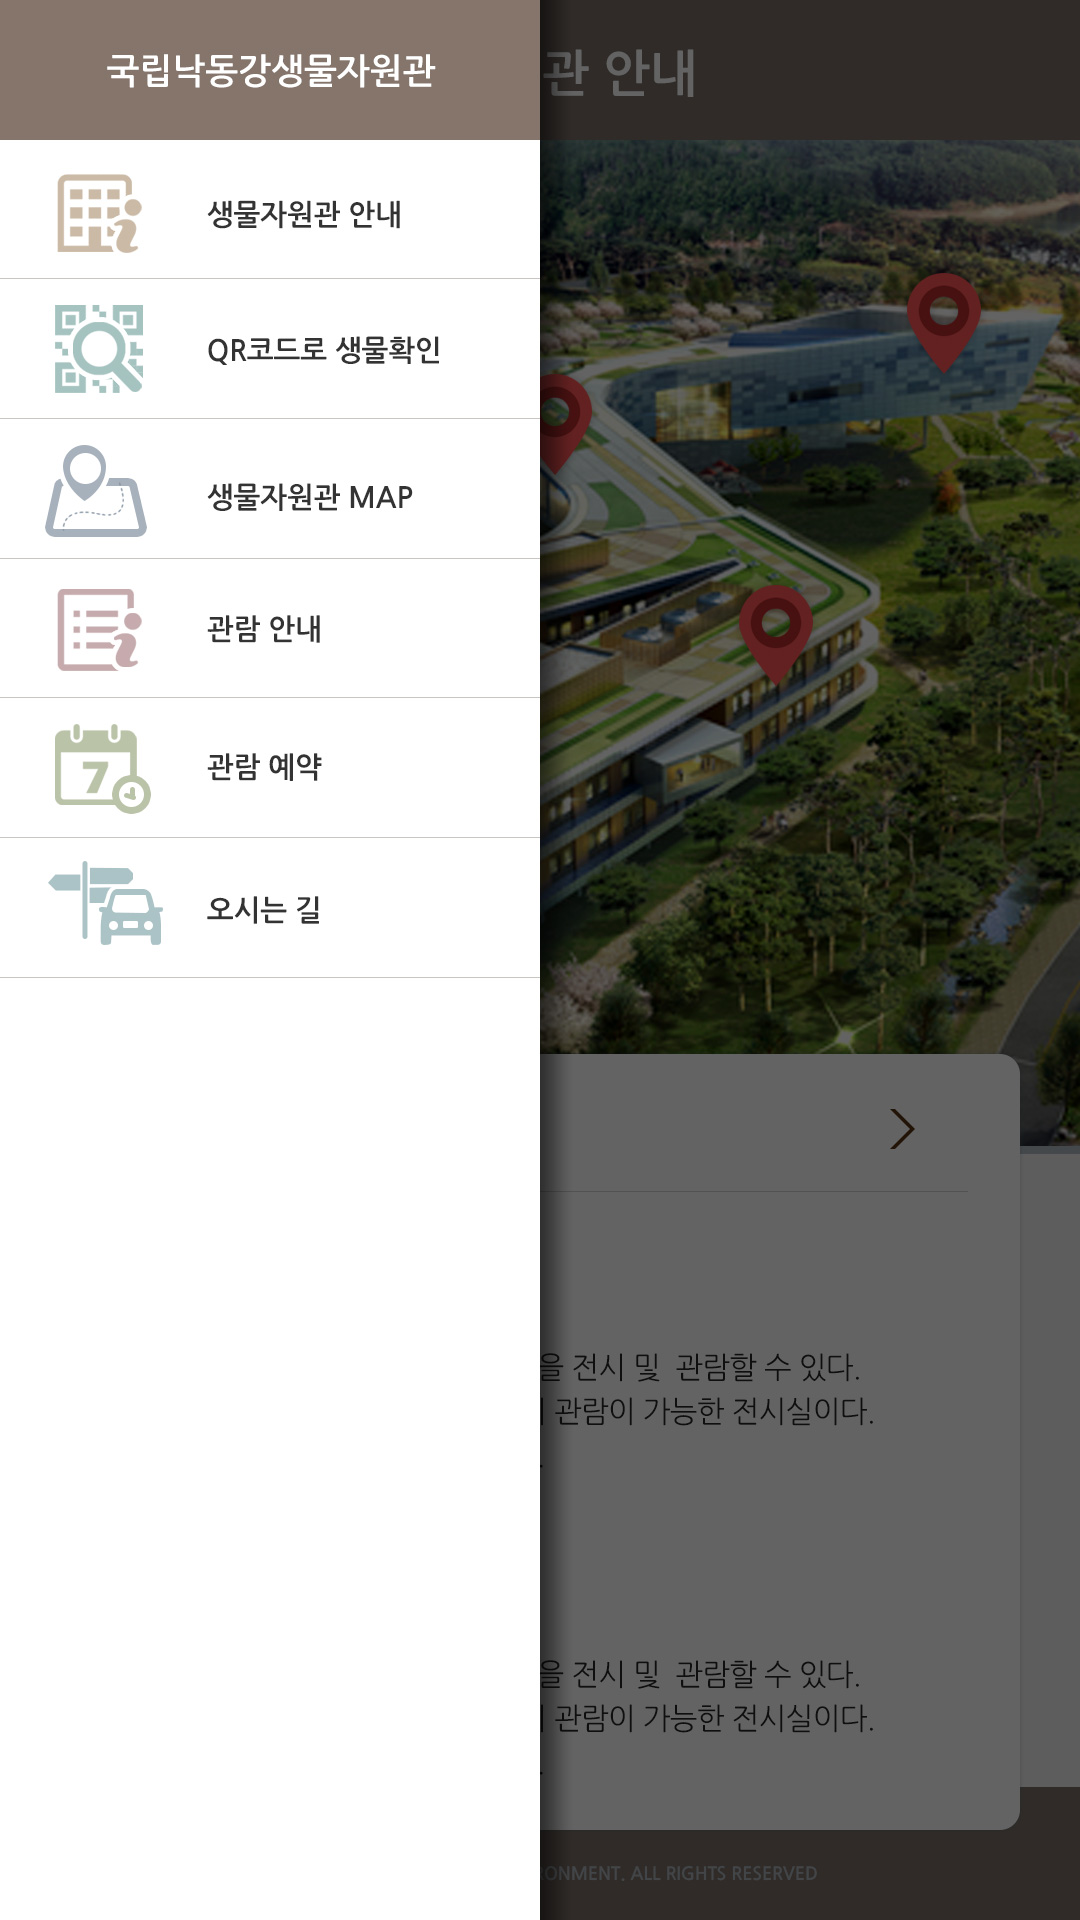 국립낙동강생물자원관
관 안내
생물자원관 안내
QR코드로 생물확인
생물자원관 MAP
관람 안내
관람 예약
7
오시는 길
을 전시 및 관람할 수 있다.
관람이 가능한 전시실이다.
을 전시 및 관람할 수 있다.
관람이 가능한 전시실이다.
ONMENT. ALL RIGHTS RESERVED